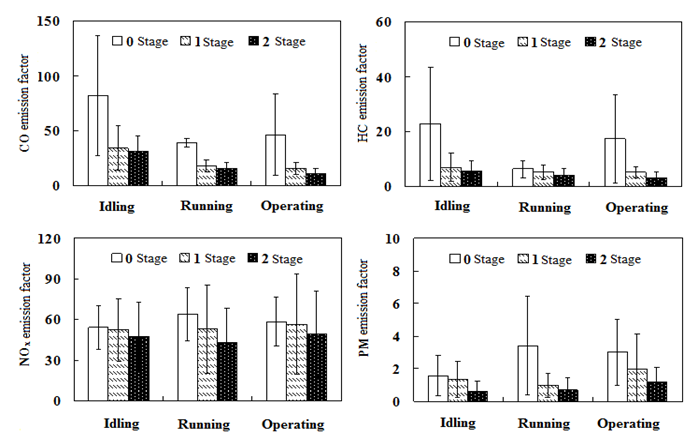 150
100
50
0
CO emission factor
0 Stage 1 Stage 2 Stage
Idling Running Operating
60
40
20
0
HC emission factor
0 Stage 1 Stage 2 Stage
Idling Running Operating
120
90
60
30
0
NOx emission factor
0 Stage 1 Stage 2 Stage
Idling Running Operating
10
8
6
4
2
0
PM emission factor
0 Stage 1 Stage 2 Stage
Idling Running Operating